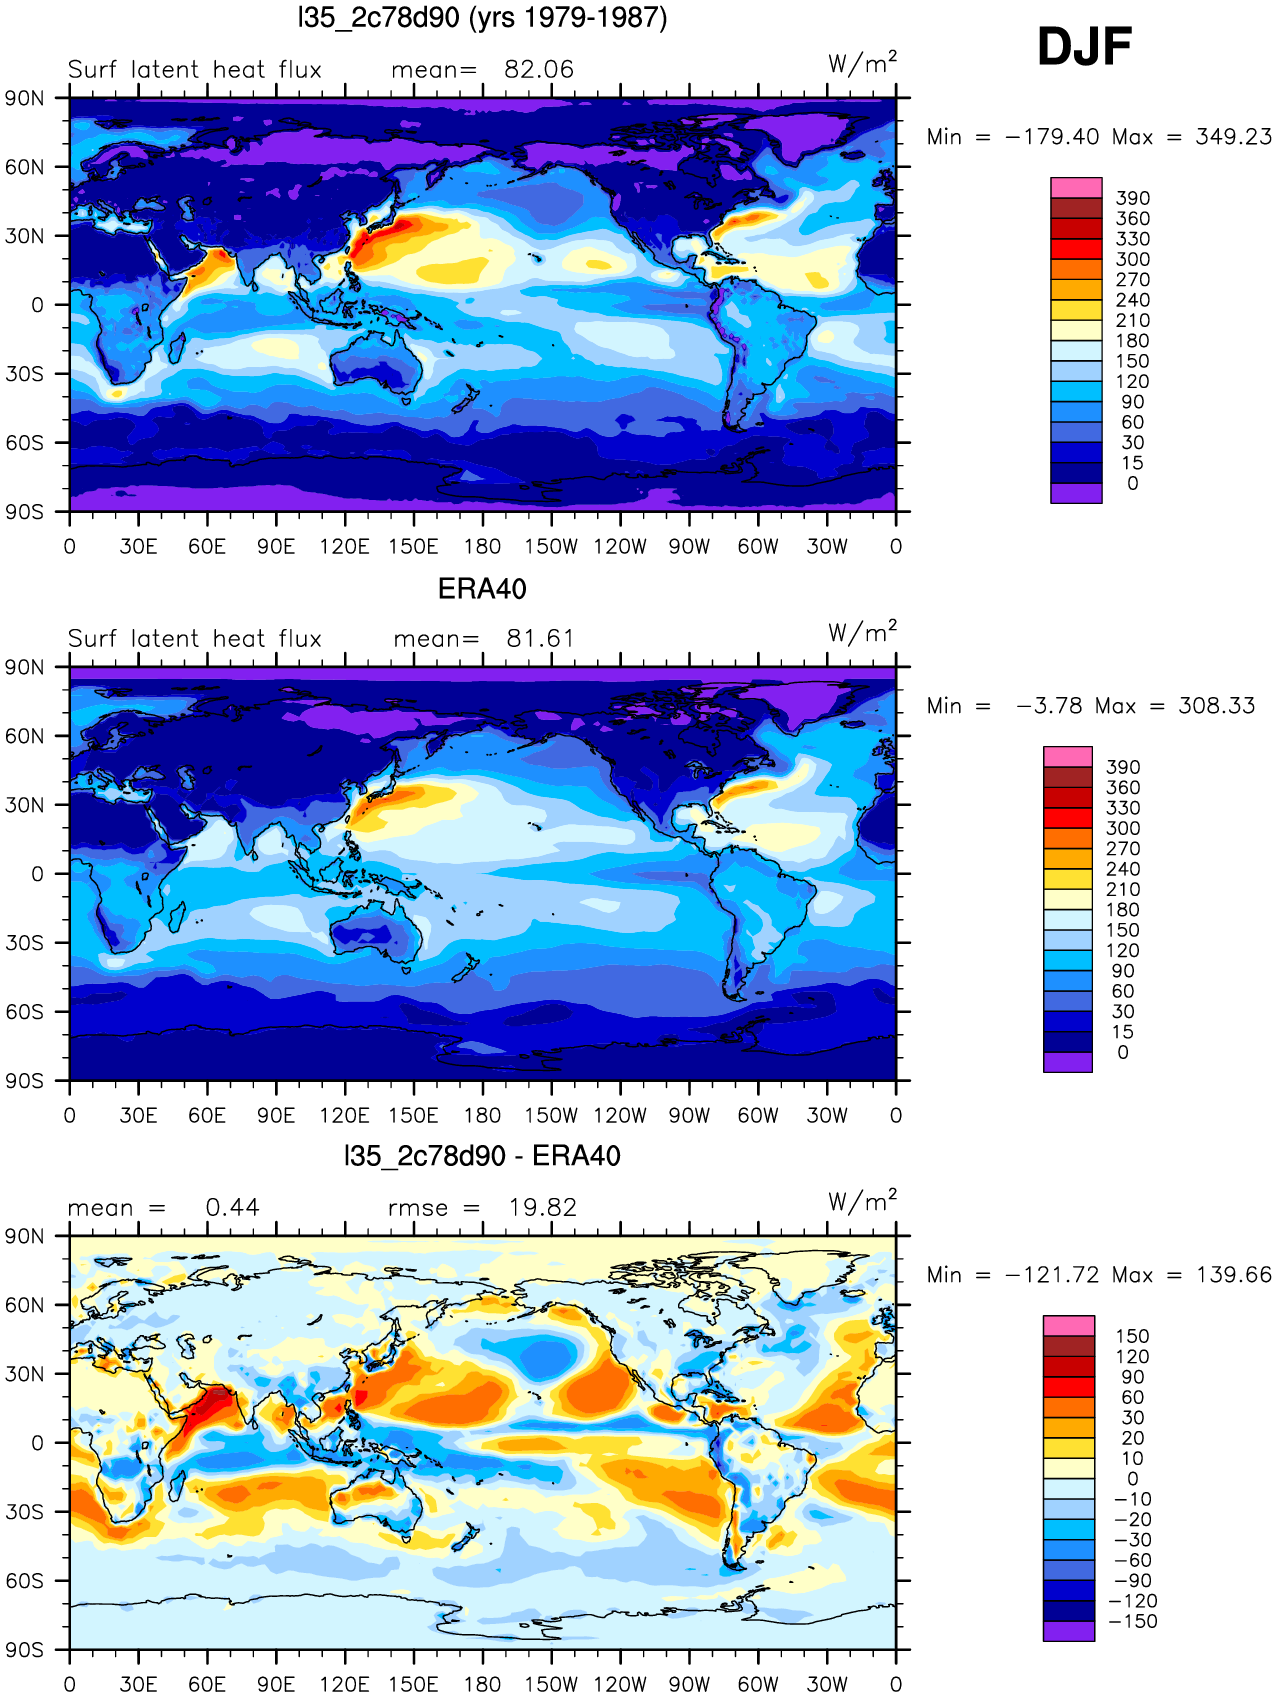 l35_2c78d90 (yrs 1979-1987)
DJF
Surf latent heat flux mean= 82.06 W/m²
Min = −179.40 Max = 349.23
90N
60N
30N
0
30S
60S
90S
0 30E 60E 90E 120E 150E 180 150W 120W 90W 60W 30W 0
390
360
330
300
270
240
210
180
150
120
90
60
30
15
0
ERA40
Surf latent heat flux mean= 81.61 W/m²
Min = −3.78 Max = 308.33
90N
60N
30N
0
30S
60S
90S
0 30E 60E 90E 120E 150E 180 150W 120W 90W 60W 30W 0
390
360
330
300
270
240
210
180
150
120
90
60
30
15
0
l35_2c78d90 - ERA40
mean = 0.44 rmse = 19.82 W/m²
Min = −121.72 Max = 139.66
90N
60N
30N
0
30S
60S
90S
0 30E 60E 90E 120E 150E 180 150W 120W 90W 60W 30W 0
150
120
90
60
30
20
10
0
−10
−20
−30
−60
−90
−120
−150